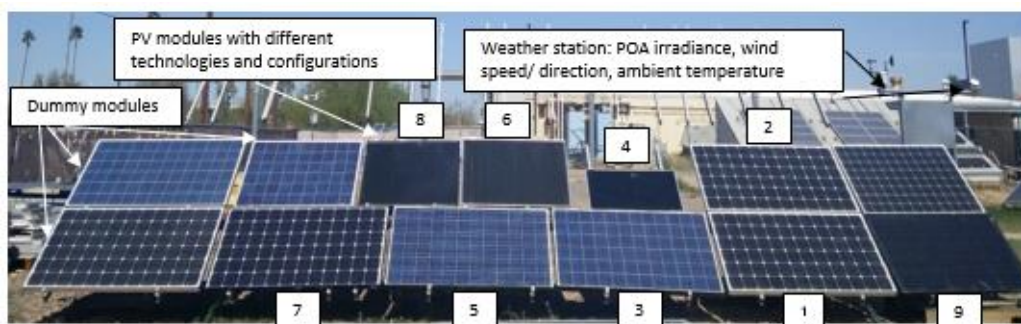 PV modules with different
technologies and configurations
Weather station: POA irradiance, wind
speed/ direction, ambient temperature
Dummy modules
8
6
4
2
7
5
3
1
9